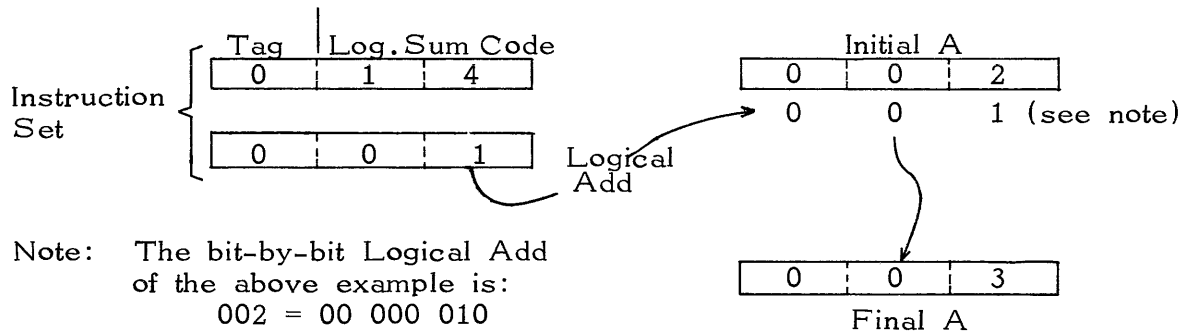 Tag Log. Sum Code
0 1 4
Instruction
Set
0 0 1
Logical
Add
Initial A
0 0 2
0 0 1 (see note)
0 0 3
Final A
Note: The bit-by-bit Logical Add
of the above example is:
002 = 00 000 010